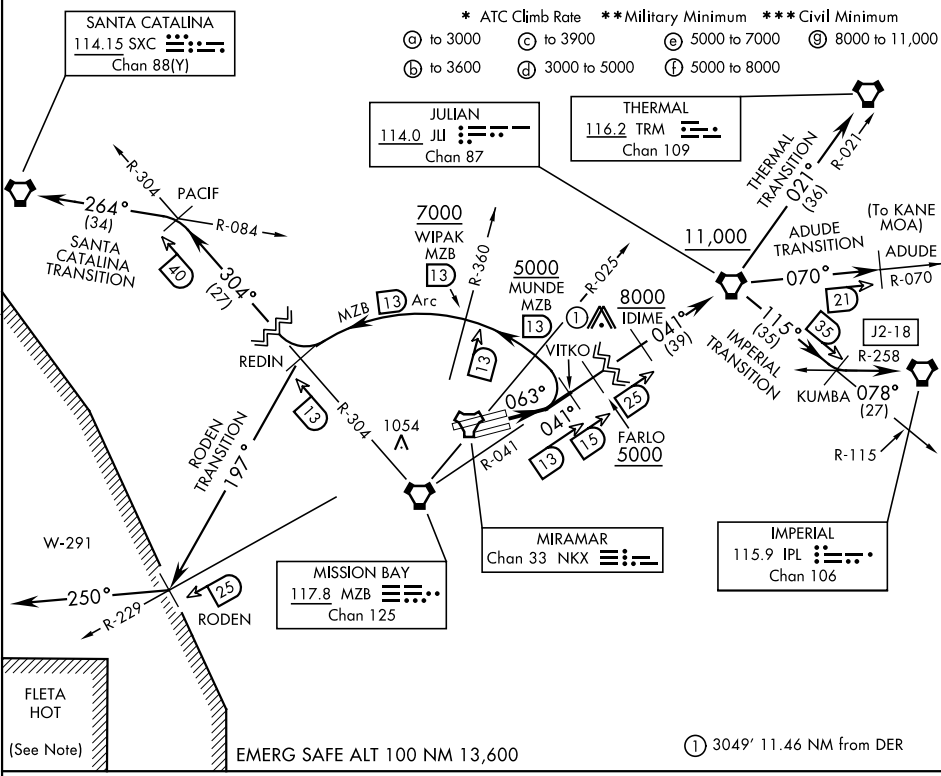 * ATC Climb Rate ** Military Minimum *** Civil Minimum
ⓐ to 3000 ⓒ to 3900 ⓔ 5000 to 7000 ⓖ 8000 to 11,000
ⓑ to 3600 ⓓ 3000 to 5000 ⓕ 5000 to 8000
SANTA CATALINA
114.15 SXC
Chan 88(Y)
JULIAN
114.0 JLI
Chan 87
THERMAL
116.2 TRM
Chan 109
R-304
PACIF
264°
(34)
R-084
SANTA
CATALINA
TRANSITION
40
304°
(27)
THERMAL
TRANSITION
021°
(36)
R-021
7000
WIPAK
MZB
13
R-360
R-025
11,000
(To KANE
MOA)
ADUDE
TRANSITION
ADUDE
070°
R-070
21
MZB 13 Arc
5000
MUNDE
MZB
13
1
8000
IDIME
041°
(39)
115°
(35)
35
J2-18
IMPERIAL
TRANSITION
R-258
KUMBA
078°
(27)
R-115
REDIN
13
13
R-304
VITKO
063°
041°
R-041
13
15
25
FARLO
5000
1054
RODEN
TRANSITION
197°
W-291
MISSION BAY
117.8 MZB
Chan 125
MIRAMAR
Chan 33 NKX
IMPERIAL
115.9 IPL
Chan 106
250°
R-229
25
RODEN
FLETA
HOT
(See Note)
EMERG SAFE ALT 100 NM 13,600
① 3049' 11.46 NM from DER